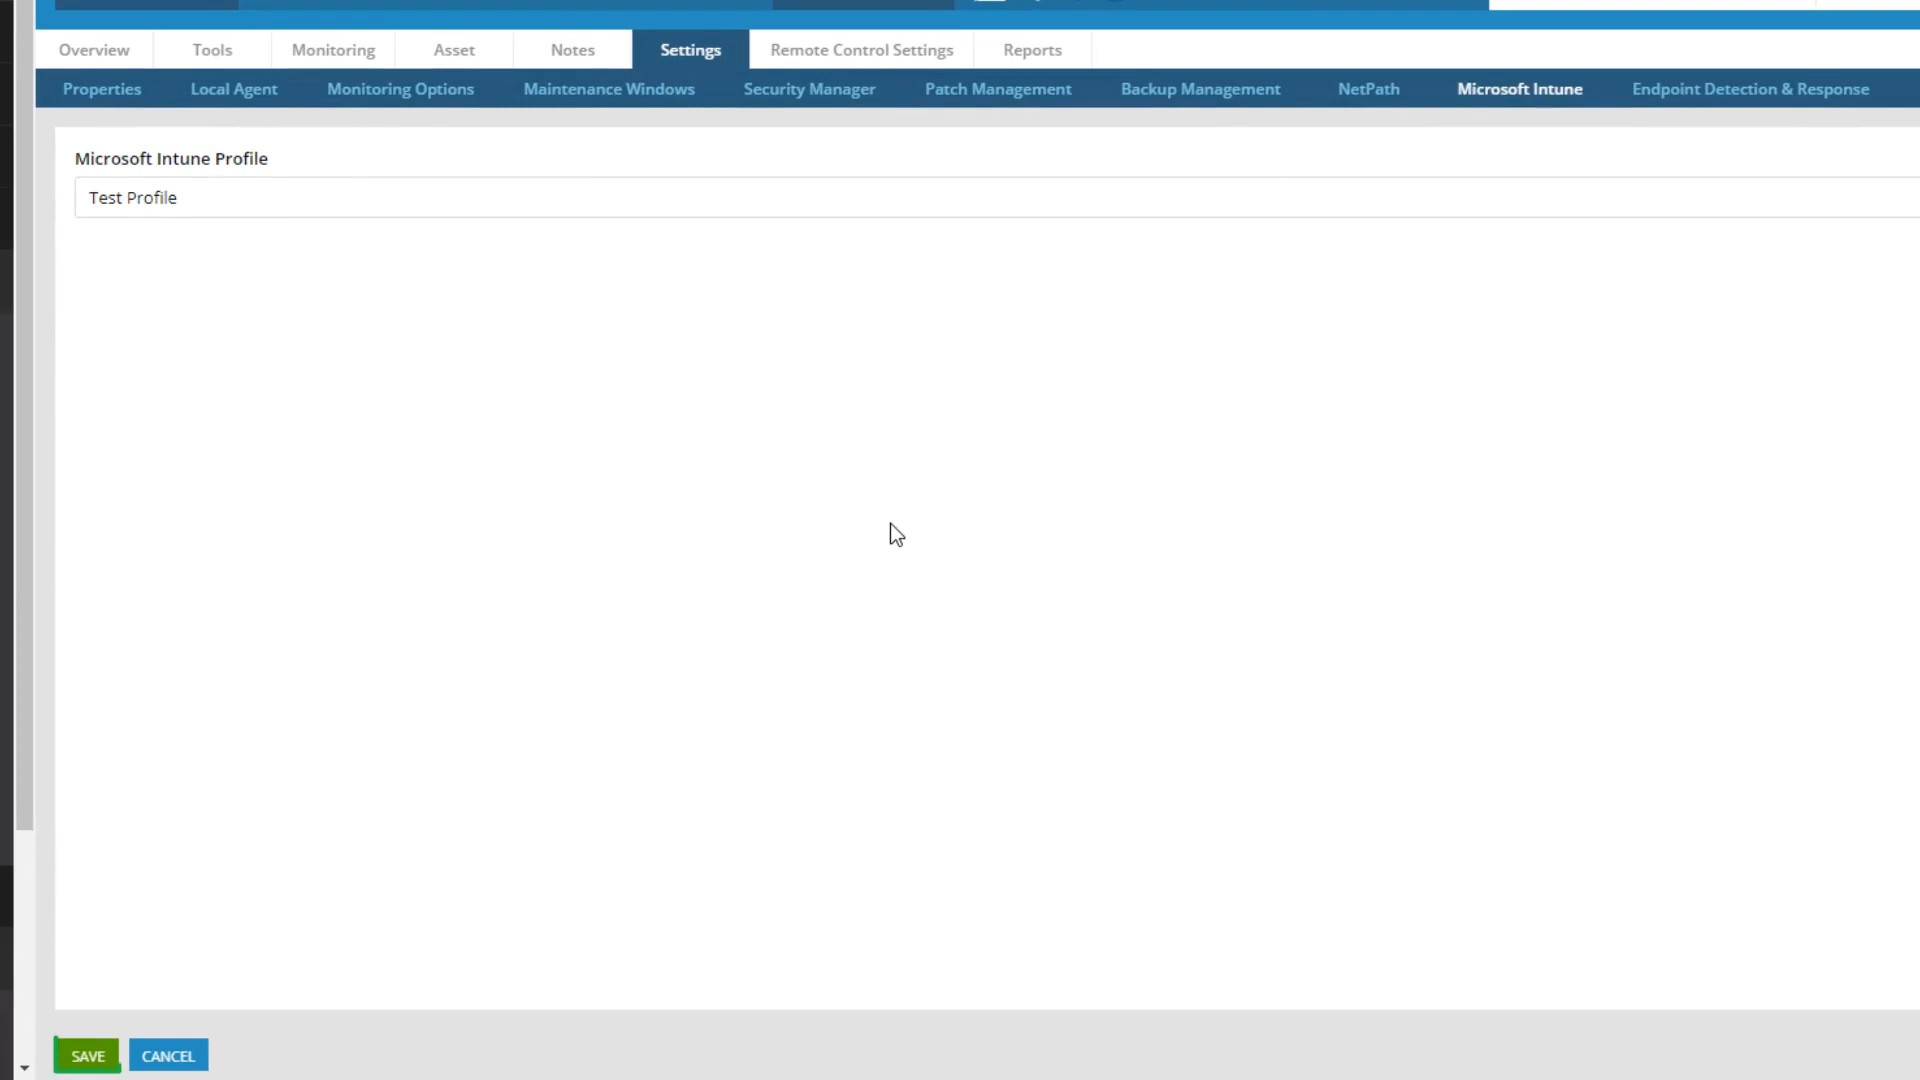 Overview Tools Monitoring Asset Notes Settings Remote Control Settings Reports
Properties Local Agent Monitoring Options Maintenance Windows Security Manager Patch Management Backup Management NetPath Microsoft Intune Endpoint Detection & Response
Microsoft Intune Profile
Test Profile
SAVE CANCEL